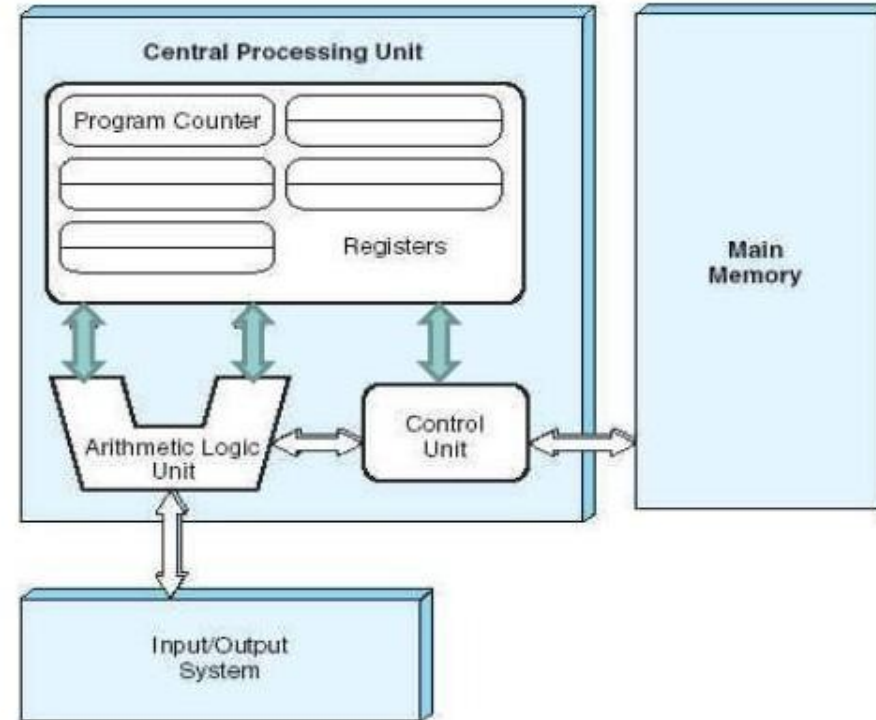 Central Processing Unit
Program Counter
Registers
Main
Memory
Arithmetic Logic
Unit
Control
Unit
Input/Output
System